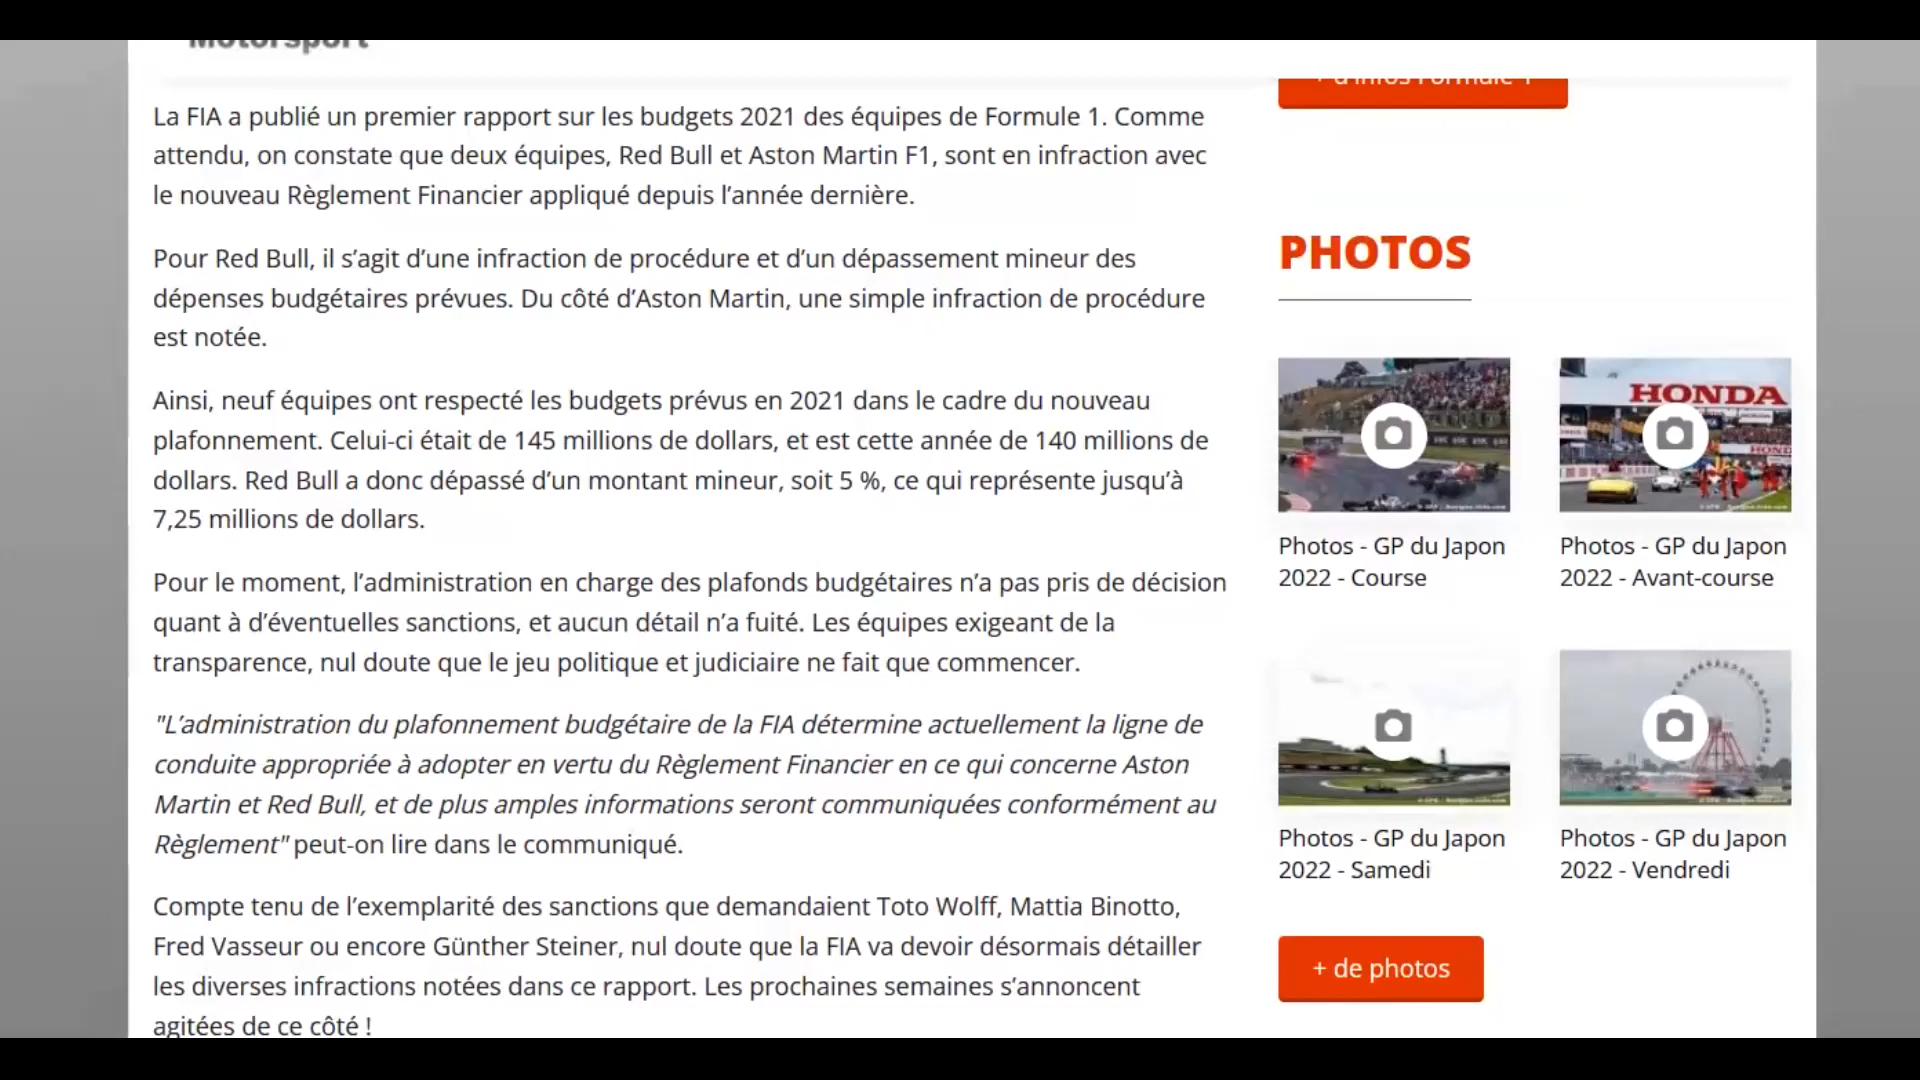 Motorsport
+ d'infos Formule 1
La FIA a publié un premier rapport sur les budgets 2021 des équipes de Formule 1. Comme
attendu, on constate que deux équipes, Red Bull et Aston Martin F1, sont en infraction avec
le nouveau Règlement Financier appliqué depuis l’année dernière.
Pour Red Bull, il s’agit d’une infraction de procédure et d’un dépassement mineur des
dépenses budgétaires prévues. Du côté d’Aston Martin, une simple infraction de procédure
est notée.
Ainsi, neuf équipes ont respecté les budgets prévus en 2021 dans le cadre du nouveau
plafonnement. Celui-ci était de 145 millions de dollars, et est cette année de 140 millions de
dollars. Red Bull a donc dépassé d’un montant mineur, soit 5 %, ce qui représente jusqu’à
7,25 millions de dollars.
Pour le moment, l’administration en charge des plafonds budgétaires n’a pas pris de décision
quant à d’éventuelles sanctions, et aucun détail n’a fuité. Les équipes exigeant de la
transparence, nul doute que le jeu politique et judiciaire ne fait que commencer.
"L’administration du plafonnement budgétaire de la FIA détermine actuellement la ligne de
conduite appropriée à adopter en vertu du Règlement Financier en ce qui concerne Aston
Martin et Red Bull, et de plus amples informations seront communiquées conformément au
Règlement" peut-on lire dans le communiqué.
Compte tenu de l’exemplarité des sanctions que demandaient Toto Wolff, Mattia Binotto,
Fred Vasseur ou encore Günther Steiner, nul doute que la FIA va devoir désormais détailler
les diverses infractions notées dans ce rapport. Les prochaines semaines s’annoncent
agitées de ce côté !
PHOTOS
HONDA
Photos - GP du Japon
2022 - Course
Photos - GP du Japon
2022 - Avant-course
Photos - GP du Japon
2022 - Samedi
Photos - GP du Japon
2022 - Vendredi
+ de photos